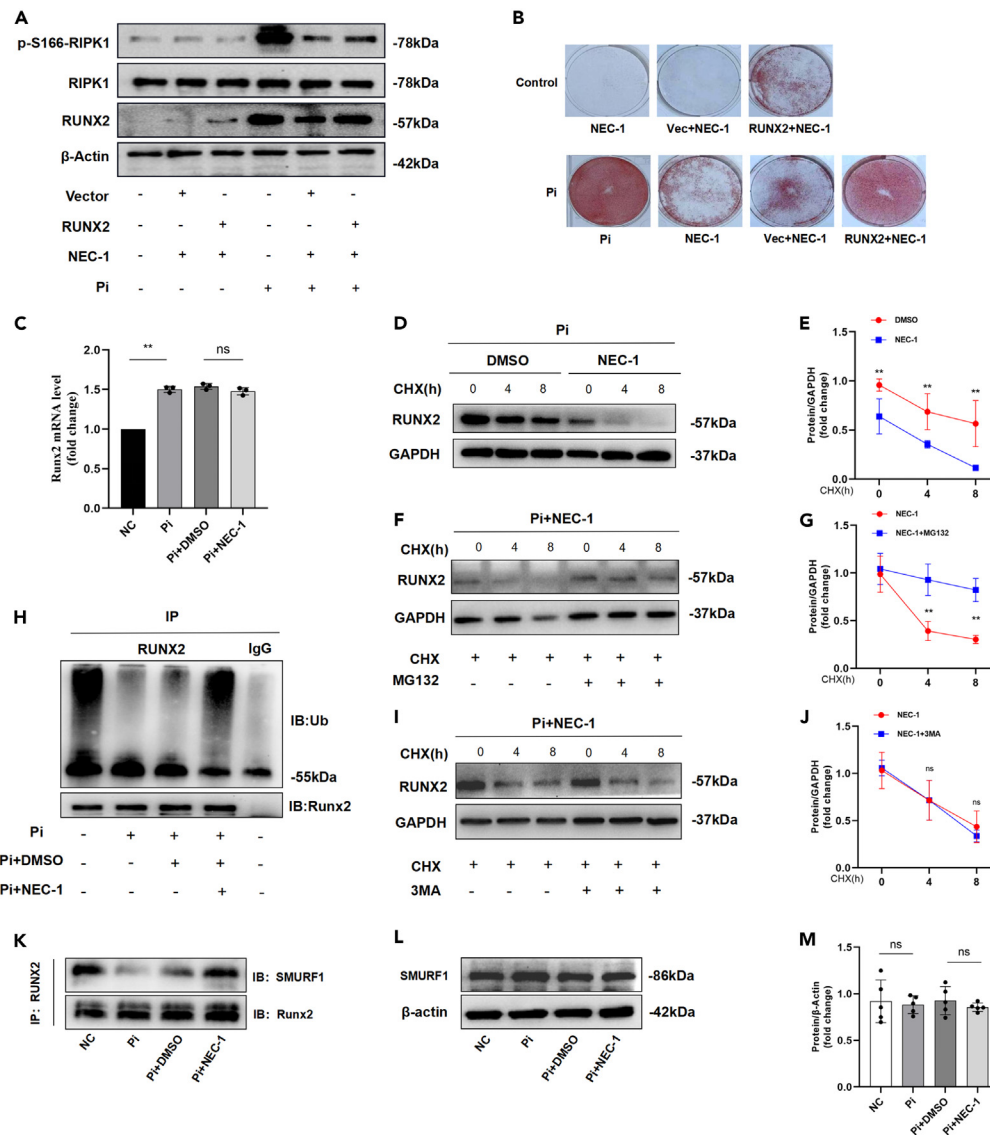 A
p-S166-RIPK1
-78kDa
RIPK1
-78kDa
RUNX2
-57kDa
β-Actin
-42kDa
Vector - + - - + -
RUNX2 - - + - - +
NEC-1 - + + - + +
Pi - - - + + +
B
Control
NEC-1 Vec+NEC-1 RUNX2+NEC-1
Pi
Pi NEC-1 Vec+NEC-1 RUNX2+NEC-1
C
Runx2 mRNA level
(fold change)
2.0
1.5
1.0
0.5
0.0
** ns
NC Pi Pi+DMSO Pi+NEC-1
D
Pi
DMSO NEC-1
CHX(h) 0 4 8 0 4 8
RUNX2 -57kDa
GAPDH -37kDa
E
DMSO
NEC-1
Protein/GAPDH
(fold change)
1.5
1.0
0.5
0.0
** ** **
CHX(h) 0 4 8
F
Pi+NEC-1
CHX(h) 0 4 8 0 4 8
RUNX2 -57kDa
GAPDH -37kDa
CHX + + + + + +
MG132 - - - + + +
G
NEC-1
NEC-1+MG132
Protein/GAPDH
(fold change)
1.5
1.0
0.5
0.0
** **
CHX(h) 0 4 8
H
IP
RUNX2 IgG
IB:Ub
-55kDa
IB:Runx2
Pi - + + + -
Pi+DMSO - - + + -
Pi+NEC-1 - - - + -
I
Pi+NEC-1
CHX(h) 0 4 8 0 4 8
RUNX2 -57kDa
GAPDH -37kDa
CHX + + + + + +
3MA - - - + + +
J
NEC-1
NEC-1+3MA
Protein/GAPDH
(fold change)
1.5
1.0
0.5
0.0
ns ns
CHX(h) 0 4 8
K
IP: RUNX2
IB: SMURF1
IB: Runx2
NC Pi Pi+DMSO Pi+NEC-1
L
SMURF1 -86kDa
β-actin -42kDa
NC Pi Pi+DMSO Pi+NEC-1
M
Protein/β-Actin
(fold change)
1.5
1.0
0.5
0.0
ns ns
NC Pi Pi+DMSO Pi+NEC-1